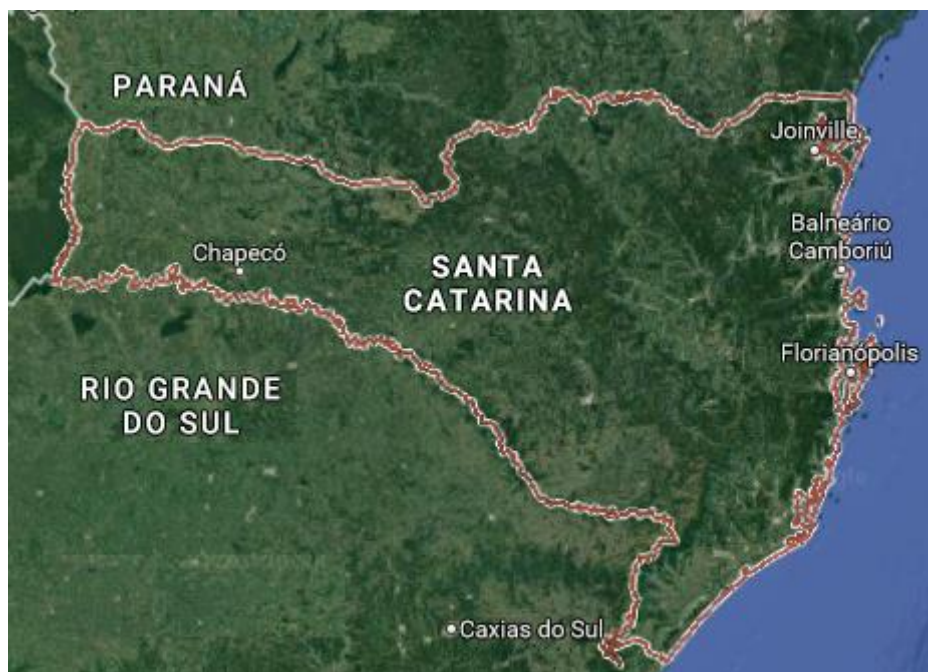 PARANÁ
Joinville
Balneário
Camboriú
Chapecó
SANTA
CATARINA
Florianópolis
RIO GRANDE
DO SUL
Caxias do Sul